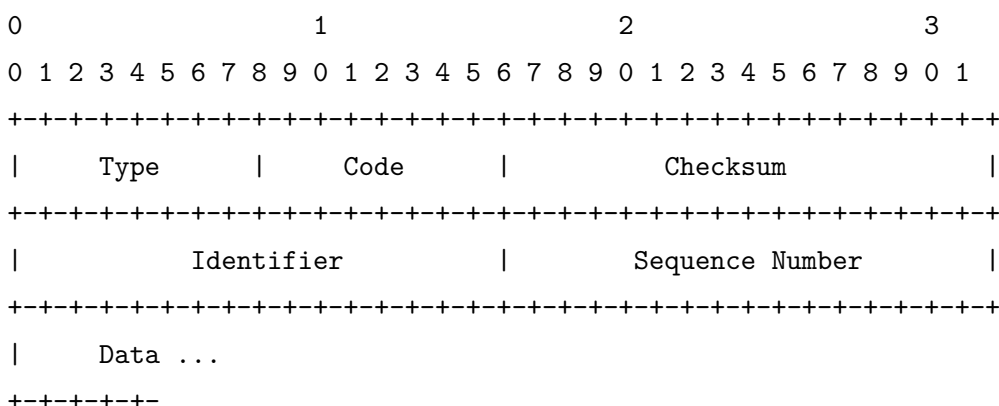 0                   1                   2                   3
0 1 2 3 4 5 6 7 8 9 0 1 2 3 4 5 6 7 8 9 0 1 2 3 4 5 6 7 8 9 0 1
+-+-+-+-+-+-+-+-+-+-+-+-+-+-+-+-+-+-+-+-+-+-+-+-+-+-+-+-+-+-+-+-+
|     Type      |     Code      |          Checksum             |
+-+-+-+-+-+-+-+-+-+-+-+-+-+-+-+-+-+-+-+-+-+-+-+-+-+-+-+-+-+-+-+-+
|           Identifier          |        Sequence Number        |
+-+-+-+-+-+-+-+-+-+-+-+-+-+-+-+-+-+-+-+-+-+-+-+-+-+-+-+-+-+-+-+-+
|     Data ...
+-+-+-+-+-